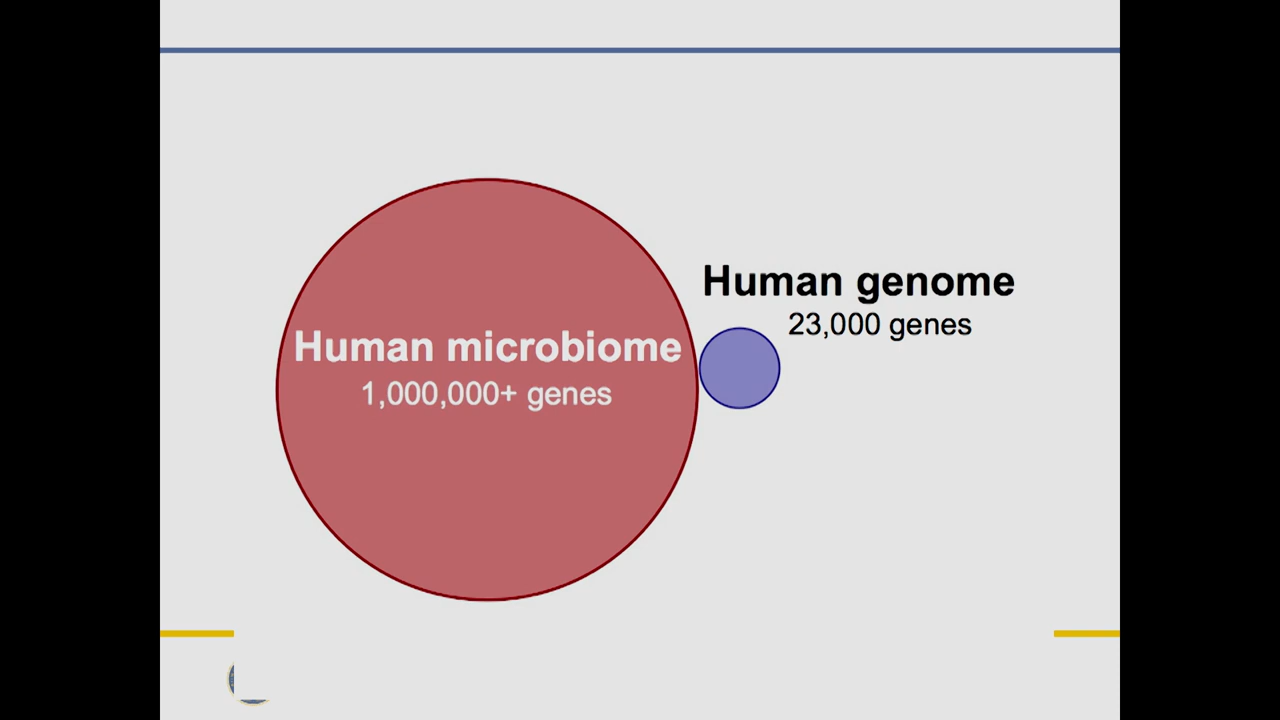 Human microbiome
1,000,000+ genes
Human genome
23,000 genes